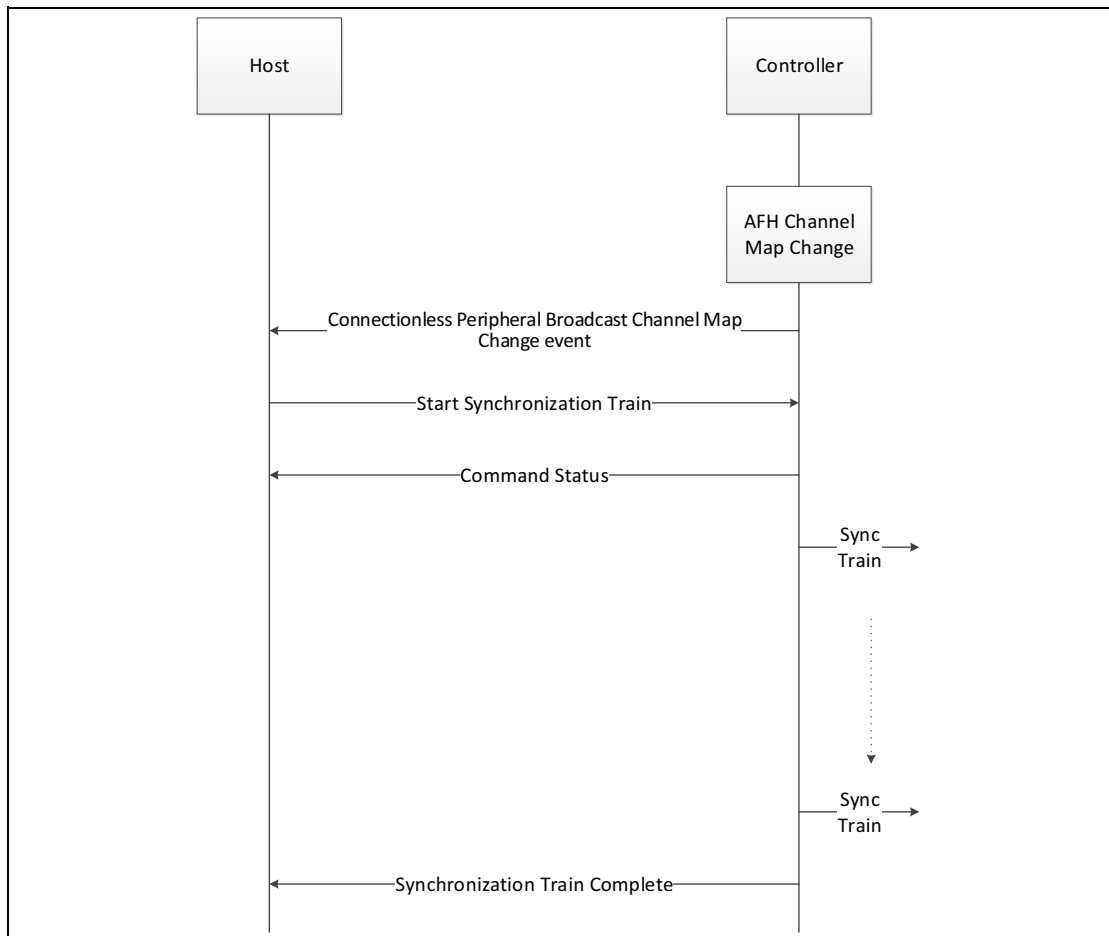 Host
Controller
AFH Channel
Map Change
Connectionless Peripheral Broadcast Channel Map
Change event
Start Synchronization Train
Command Status
Sync
Train
Sync
Train
Synchronization Train Complete